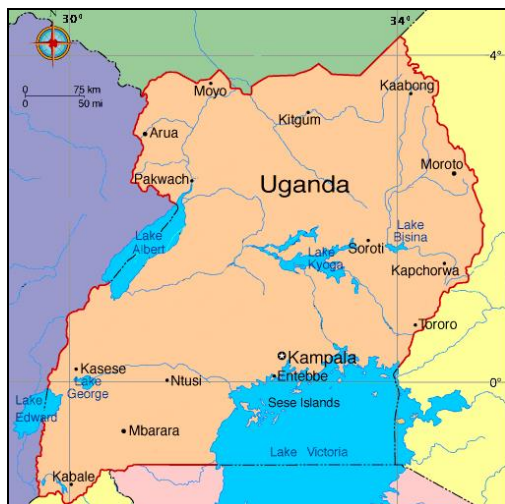 30°
34°
4°
0
75 km
50 mi
Moyo
Kaabong
Kitgum
Arua
Moroto
Pakwach
Uganda
Lake
Albert
Lake
Bisina
Soroti
Lake
Kyoga
Kapchorwa
Tororo
Kampala
Entebbe
Kasese
Lake
George
Ntusi
0°
Sese Islands
Lake
Edward
Mbarara
Lake Victoria
Kabale